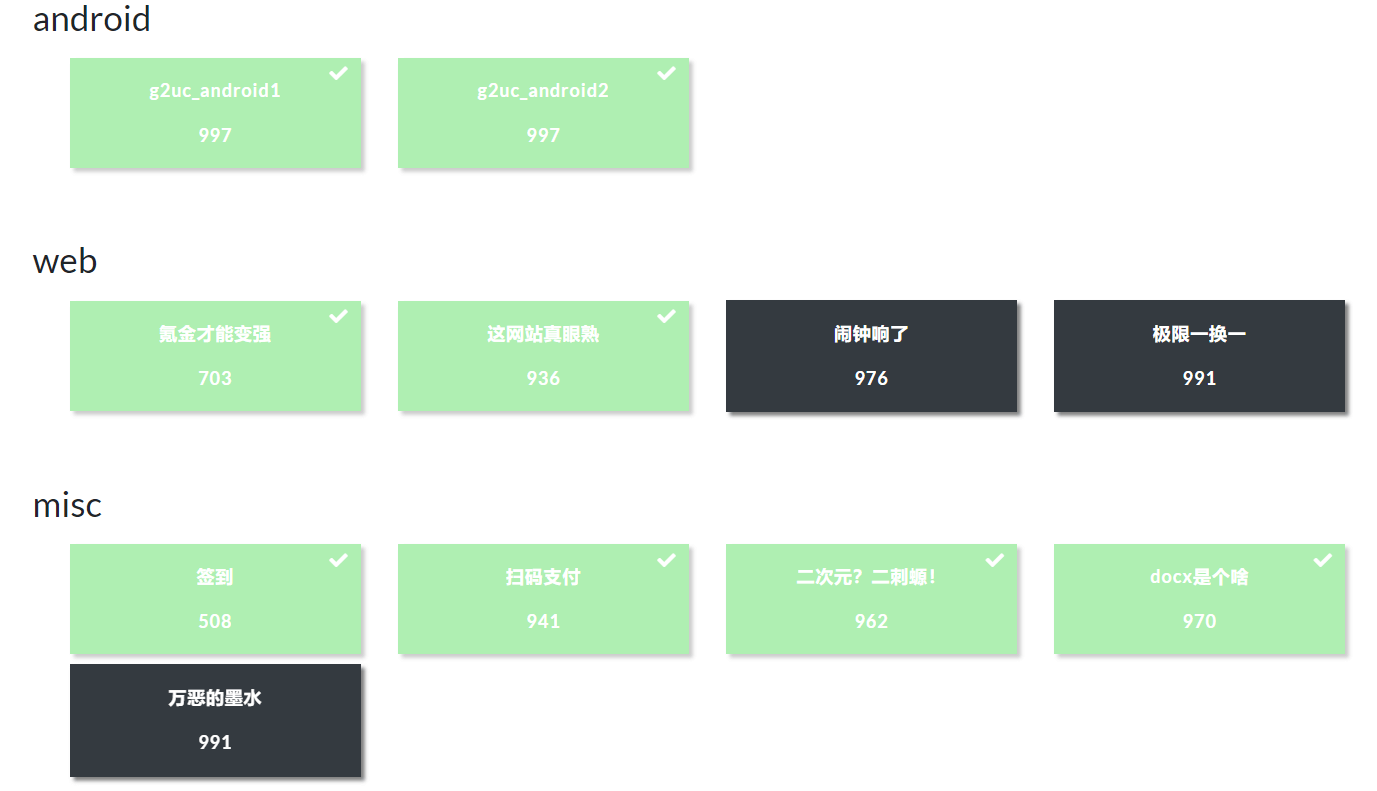 android
g2uc_android1
997
g2uc_android2
997
web
氪金才能变强
703
这网站真眼熟
936
闹钟响了
976
极限一换一
991
misc
签到
508
扫码支付
941
二次元？二刺螈！
962
docx是个啥
970
万恶的墨水
991